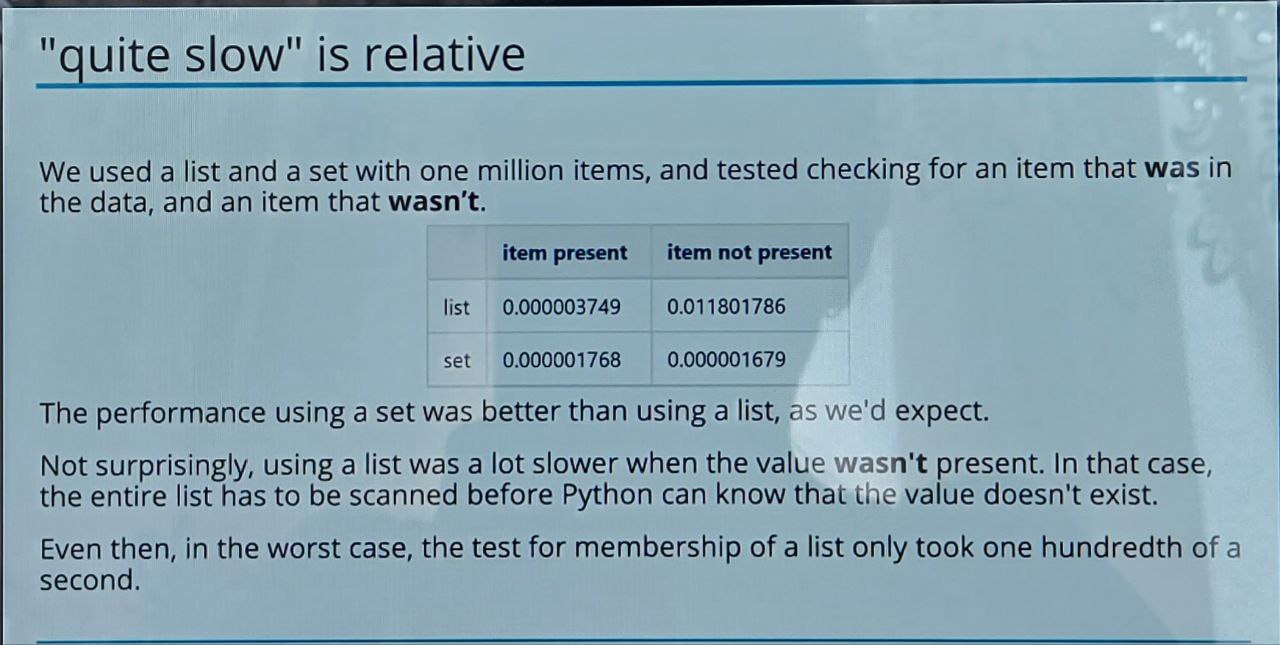 "quite slow" is relative
We used a list and a set with one million items, and tested checking for an item that was in
the data, and an item that wasn't.
item present item not present
list 0.000003749 0.011801786
set 0.000001768 0.000001679
The performance using a set was better than using a list, as we'd expect.
Not surprisingly, using a list was a lot slower when the value wasn't present. In that case,
the entire list has to be scanned before Python can know that the value doesn't exist.
Even then, in the worst case, the test for membership of a list only took one hundredth of a
second.